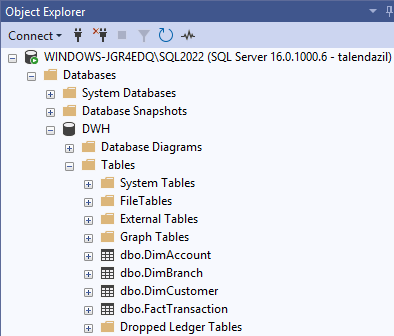 Object Explorer
Connect
WINDOWS-JGR4EDQ\SQL2022 (SQL Server 16.0.1000.6 - talendazil)
Databases
System Databases
Database Snapshots
DWH
Database Diagrams
Tables
System Tables
FileTables
External Tables
Graph Tables
dbo.DimAccount
dbo.DimBranch
dbo.DimCustomer
dbo.FactTransaction
Dropped Ledger Tables